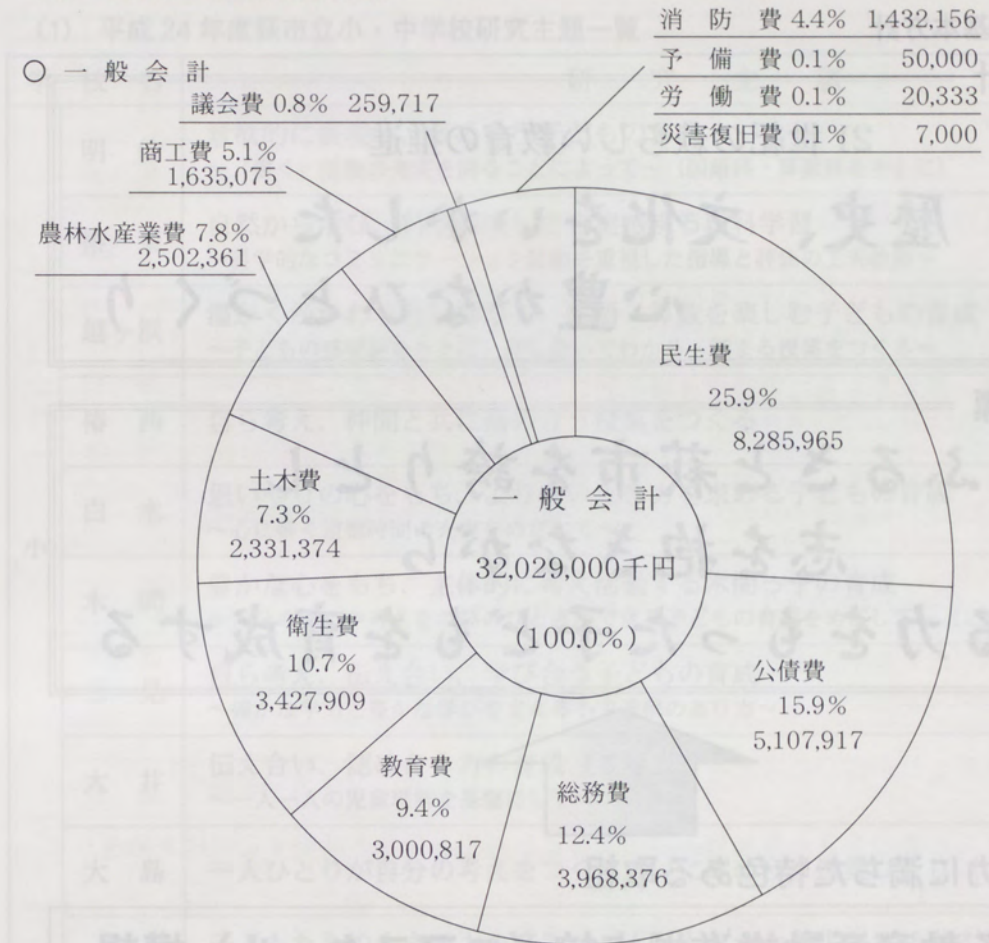 ○ 一般会計
消防費 4.4% 1,432,156
予備費 0.1% 50,000
労働費 0.1% 20,333
災害復旧費 0.1% 7,000
議会費 0.8% 259,717
商工費 5.1%
1,635,075
農林水産業費 7.8%
2,502,361
民生費
25.9%
8,285,965
土木費
7.3%
2,331,374
一般会計
32,029,000千円
(100.0%)
衛生費
10.7%
3,427,909
公債費
15.9%
5,107,917
教育費
9.4%
3,000,817
総務費
12.4%
3,968,376